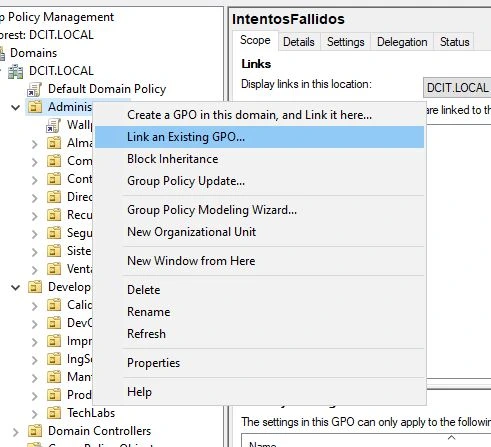 p Policy Management
rest: DCIT.LOCAL
Domains
DCIT.LOCAL
Default Domain Policy
Adminis
Wallp
Alma
Com
Cont
Direc
Recu
Segu
Siste
Venta
Develop
Calid
DevC
Impr
IngS
Mant
Prod
TechLabs
Domain Controllers
Create a GPO in this domain, and Link it here...
Link an Existing GPO...
Block Inheritance
Group Policy Update...
Group Policy Modeling Wizard...
New Organizational Unit
New Window from Here
Delete
Rename
Refresh
Properties
Help
IntentosFallidos
Scope Details Settings Delegation Status
Links
Display links in this location: DCIT.LOCAL
are linked to th
The settings in this GPO can only apply to the followin
Name